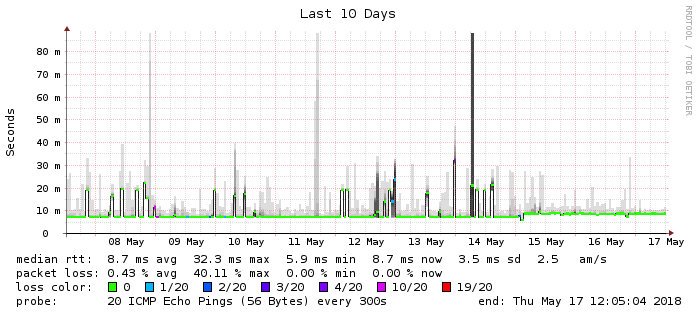 Last 10 Days
RRDTOOL / TOBI OETIKER
Seconds
80 m
70 m
60 m
50 m
40 m
30 m
20 m
10 m
0
08 May 09 May 10 May 11 May 12 May 13 May 14 May 15 May 16 May 17 May
median rtt: 8.7 ms avg 32.3 ms max 5.9 ms min 8.7 ms now 3.5 ms sd 2.5 am/s
packet loss: 0.43 % avg 40.11 % max 0.00 % min 0.00 % now
loss color: 0 1/20 2/20 3/20 4/20 10/20 19/20
probe: 20 ICMP Echo Pings (56 Bytes) every 300s end: Thu May 17 12:05:04 2018